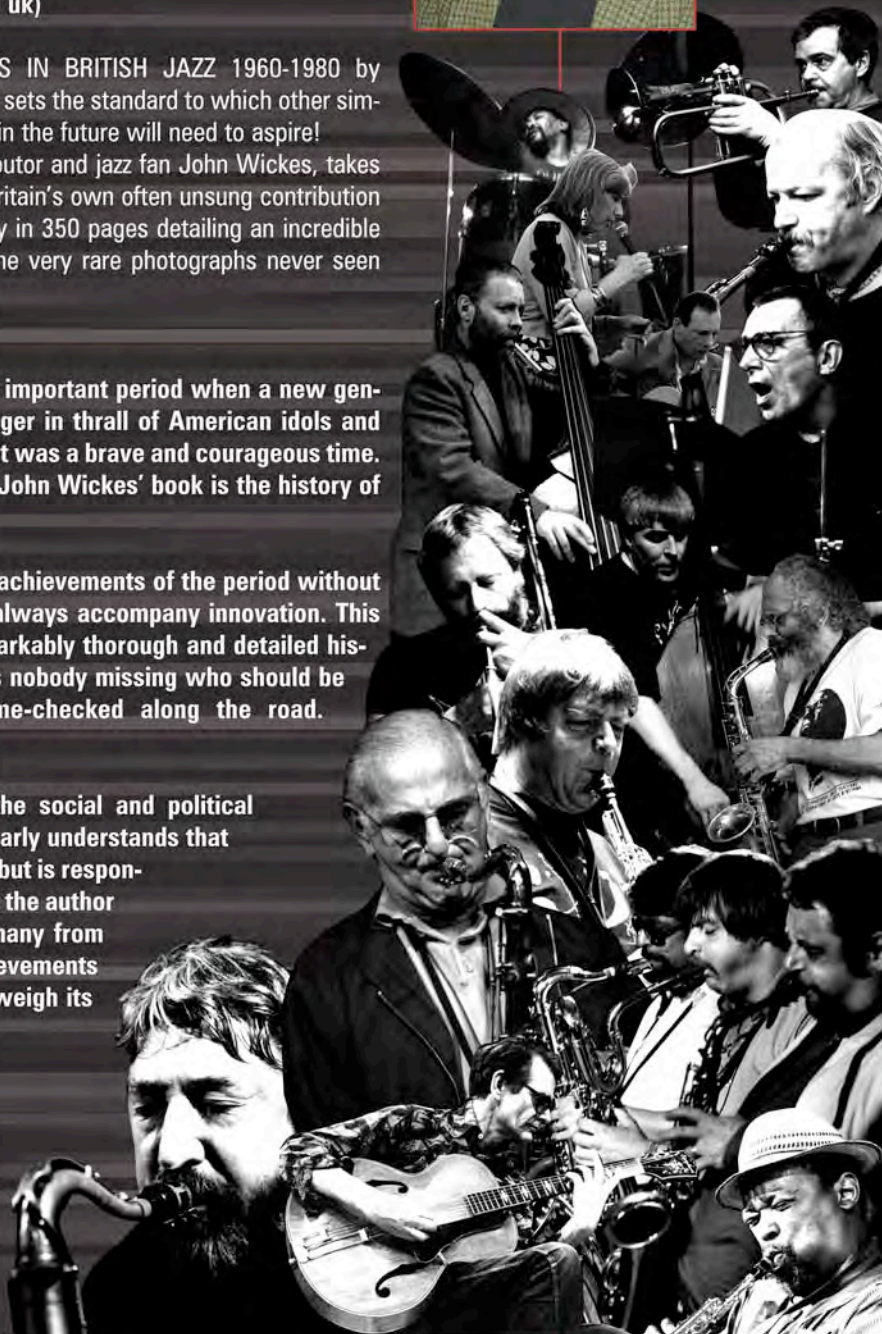 uk)
S IN BRITISH JAZZ 1960-1980 by
sets the standard to which other sim-
in the future will need to aspire!
butor and jazz fan John Wickes, takes
ritain's own often unsung contribution
y in 350 pages detailing an incredible
ne very rare photographs never seen
important period when a new gen-
ger in thrall of American idols and
t was a brave and courageous time.
John Wickes' book is the history of
achievements of the period without
always accompany innovation. This
arkably thorough and detailed his-
s nobody missing who should be
me-checked along the road.
he social and political
arly understands that
but is respon-
the author
many from
evements
weigh its